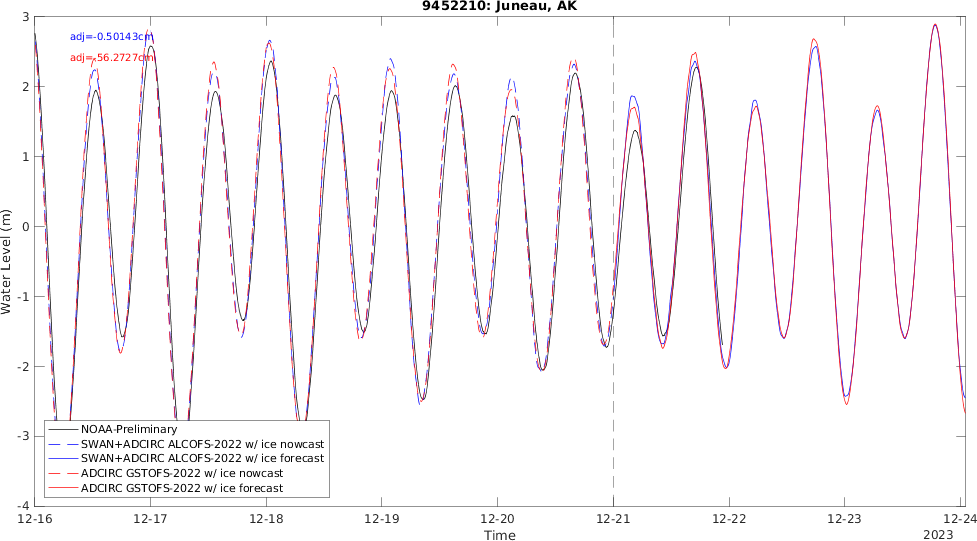 9452210: Juneau, AK
adj=-0.50143cm
adj=-56.2727cm
3
2
1
0
-1
-2
-3
-4
Water Level (m)
NOAA-Preliminary
SWAN+ADCIRC ALCOFS-2022 w/ ice nowcast
SWAN+ADCIRC ALCOFS-2022 w/ ice forecast
ADCIRC GSTOFS-2022 w/ ice nowcast
ADCIRC GSTOFS-2022 w/ ice forecast
12-16 12-17 12-18 12-19 12-20 12-21 12-22 12-23 12-24
Time
2023